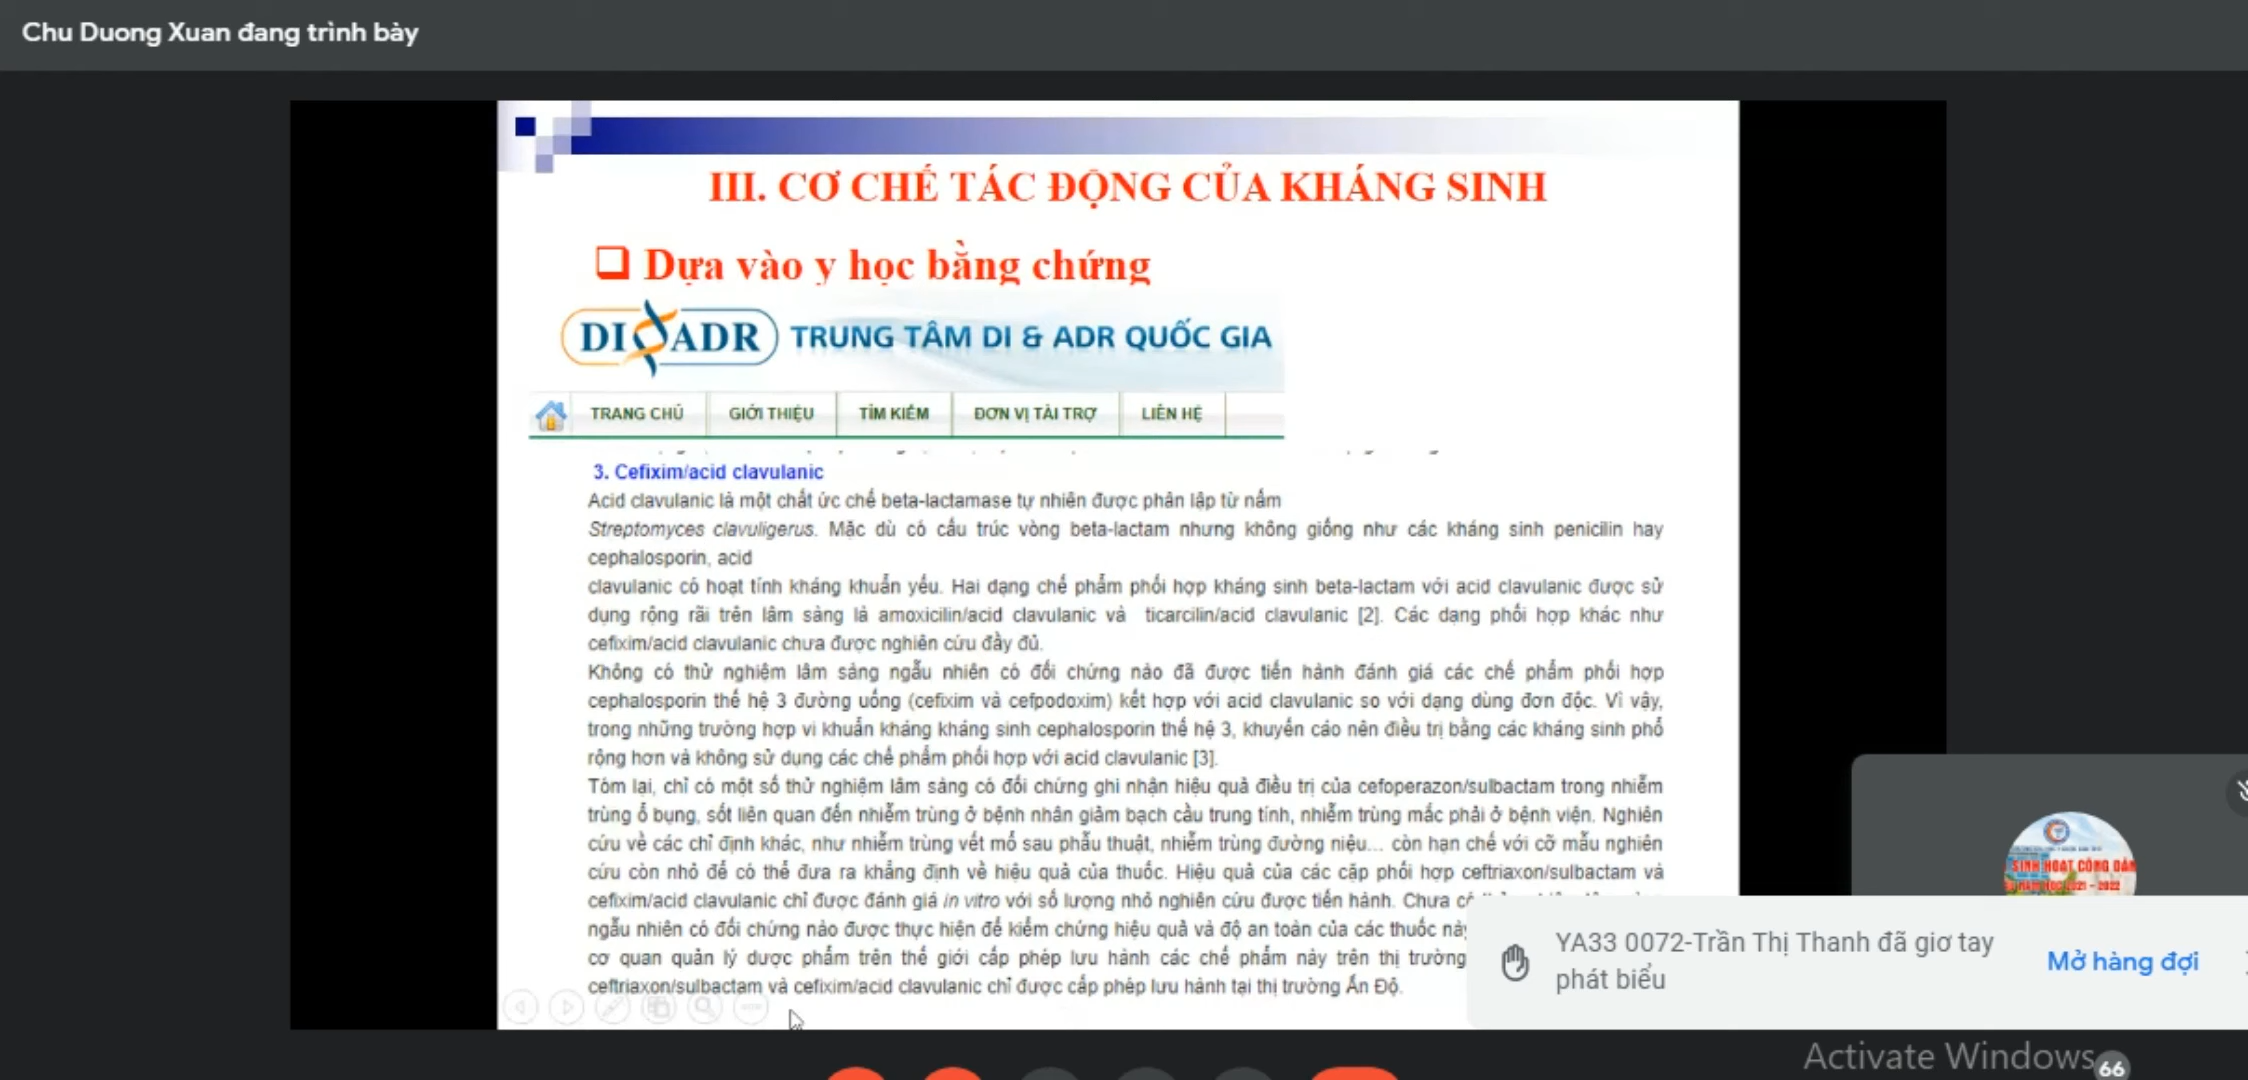 Chu Duong Xuan đang trình bày
III. CƠ CHẾ TÁC ĐỘNG CỦA KHÁNG SINH
Dựa vào y học bằng chứng
DI ADR TRUNG TÂM DI & ADR QUỐC GIA
TRANG CHỦ GIỚI THIỆU TÌM KIẾM ĐƠN VỊ TÀI TRỢ LIÊN HỆ
3. Cefixim/acid clavulanic
Acid clavulanic là một chất ức chế beta-lactamase tự nhiên được phân lập từ nấm
Streptomyces clavuligerus. Mặc dù có cấu trúc vòng beta-lactam nhưng không giống như các kháng sinh penicilin hay
cephalosporin, acid
clavulanic có hoạt tính kháng khuẩn yếu. Hai dạng chế phẩm phối hợp kháng sinh beta-lactam với acid clavulanic được sử
dụng rộng rãi trên lâm sàng là amoxicilin/acid clavulanic và ticarcilin/acid clavulanic [2]. Các dạng phối hợp khác như
cefixim/acid clavulanic chưa được nghiên cứu đầy đủ.
Không có thử nghiệm lâm sàng ngẫu nhiên có đối chứng nào đã được tiến hành đánh giá các chế phẩm phối hợp
cephalosporin thế hệ 3 đường uống (cefixim và cefpodoxim) kết hợp với acid clavulanic so với dạng dùng đơn độc. Vì vậy,
trong những trường hợp vi khuẩn kháng kháng sinh cephalosporin thế hệ 3, khuyến cáo nên điều trị bằng các kháng sinh phổ
rộng hơn và không sử dụng các chế phẩm phối hợp với acid clavulanic [3].
Tóm lại, chỉ có một số thử nghiệm lâm sàng có đối chứng ghi nhận hiệu quả điều trị của cefoperazon/sulbactam trong nhiễm
trùng ổ bụng, sốt liên quan đến nhiễm trùng ở bệnh nhân giảm bạch cầu trung tính, nhiễm trùng mắc phải ở bệnh viện. Nghiên
cứu về các chỉ định khác, như nhiễm trùng vết mổ sau phẫu thuật, nhiễm trùng đường niệu... còn hạn chế với cỡ mẫu nghiên
cứu còn nhỏ để có thể đưa ra khẳng định về hiệu quả của thuốc. Hiệu quả của các cặp phối hợp ceftriaxon/sulbactam và
cefixim/acid clavulanic chỉ được đánh giá in vitro với số lượng nhỏ nghiên cứu được tiến hành. Chưa có
ngẫu nhiên có đối chứng nào được thực hiện để kiểm chứng hiệu quả và độ an toàn của các thuốc này
cơ quan quản lý dược phẩm trên thế giới cấp phép lưu hành các chế phẩm này trên thị trường
ceftriaxon/sulbactam và cefixim/acid clavulanic chỉ được cấp phép lưu hành tại thị trường Ấn Độ.
SINH HOẠT CÔNG DÂN
2021 - 2022
YA33 0072-Trần Thị Thanh đã giơ tay
phát biểu
Mở hàng đợi
Activate Windows
66